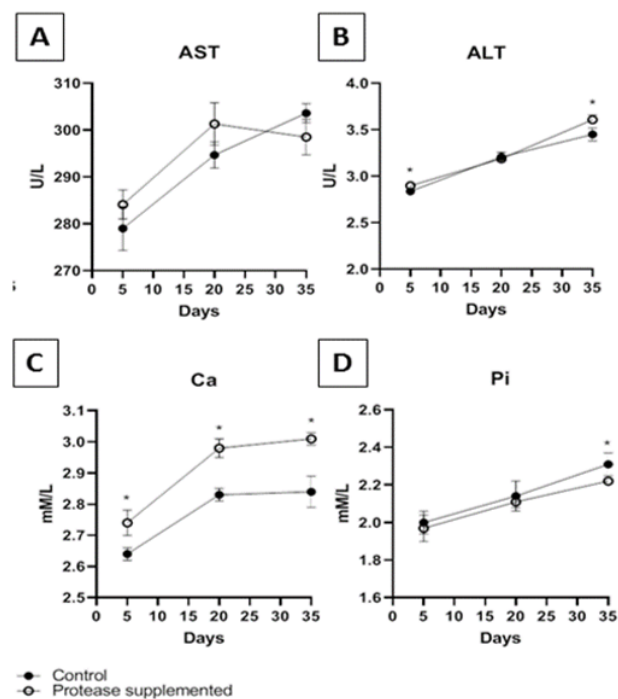 A
AST
310
300
290
280
270
U/L
0 5 10 15 20 25 30 35
Days
B
ALT
*
*
4.0
3.5
3.0
2.5
2.0
U/L
0 5 10 15 20 25 30 35
Days
C
Ca
*
*
*
3.1
3.0
2.9
2.8
2.7
2.6
2.5
mM/L
0 5 10 15 20 25 30 35
Days
D
Pi
*
2.6
2.4
2.2
2.0
1.8
1.6
mM/L
0 5 10 15 20 25 30 35
Days
Control
Protease supplemented